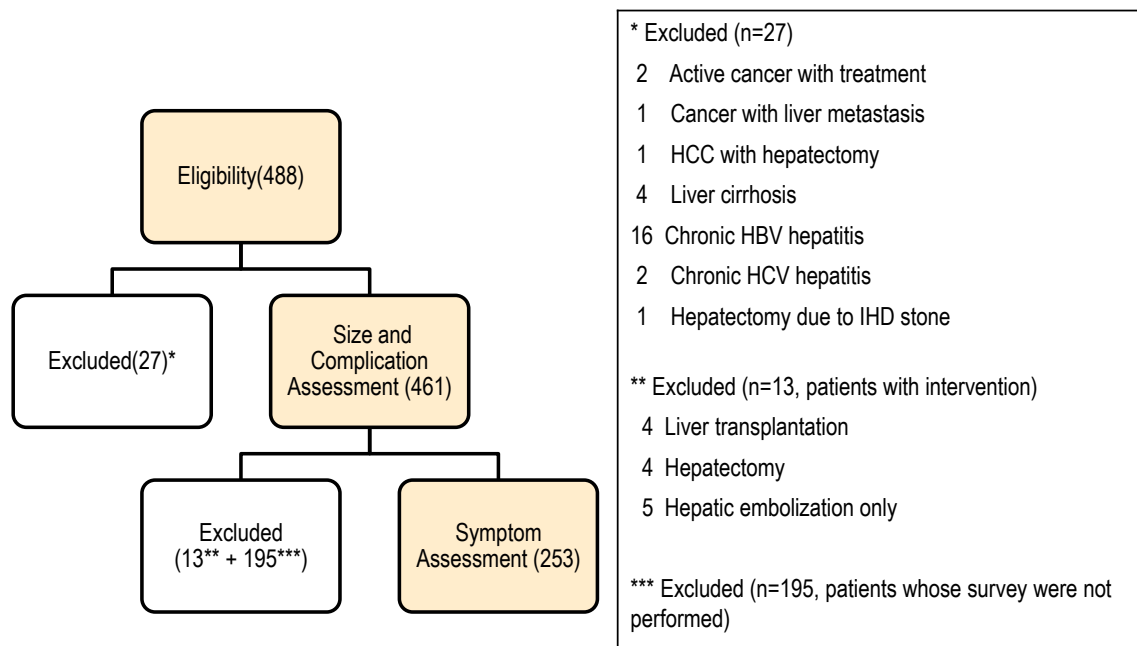 Eligibility(488)
Excluded(27)*
Size and
Complication
Assessment (461)
Excluded
(13** + 195***)
Symptom
Assessment (253)
* Excluded (n=27)
2 Active cancer with treatment
1 Cancer with liver metastasis
1 HCC with hepatectomy
4 Liver cirrhosis
16 Chronic HBV hepatitis
2 Chronic HCV hepatitis
1 Hepatectomy due to IHD stone
** Excluded (n=13, patients with intervention)
4 Liver transplantation
4 Hepatectomy
5 Hepatic embolization only
*** Excluded (n=195, patients whose survey were not
performed)